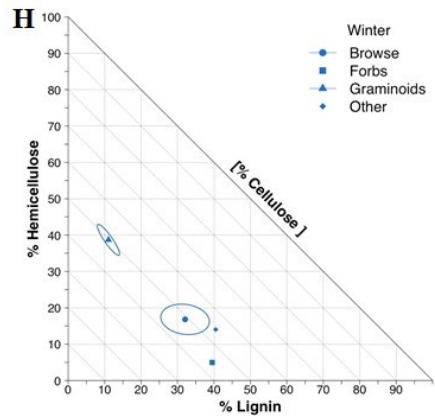 H
Winter
Browse
Forbs
Graminoids
Other
[% Cellulose ]
% Hemicellulose
100
90
80
70
60
50
40
30
20
10
0
0 10 20 30 40 50 60 70 80 90
% Lignin